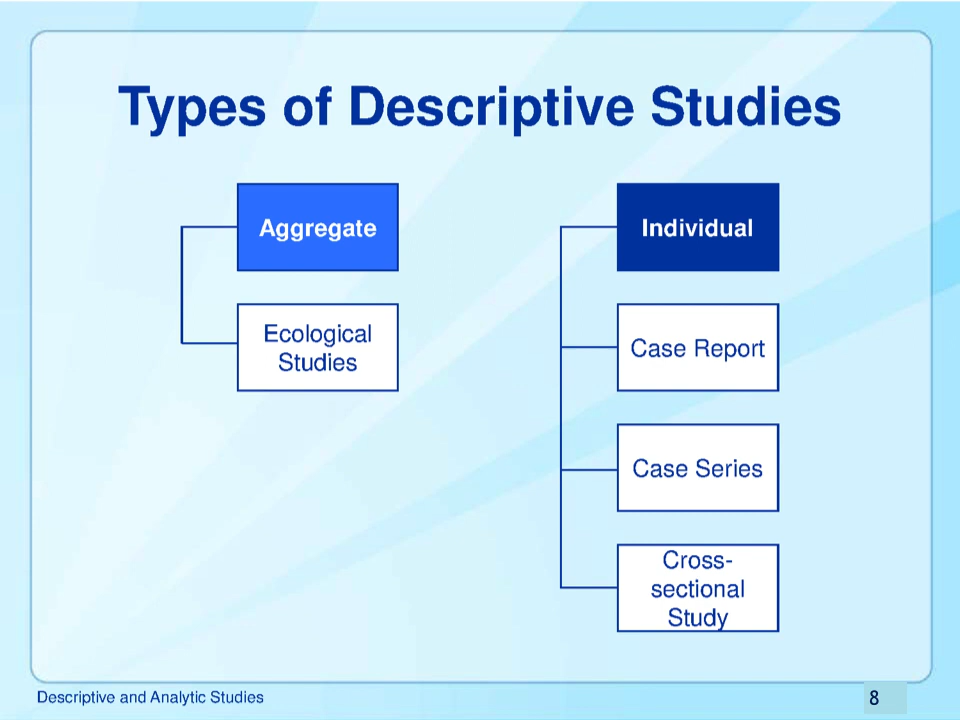 Types of Descriptive Studies
Aggregate
Ecological
Studies
Individual
Case Report
Case Series
Cross-
sectional
Study
Descriptive and Analytic Studies
8